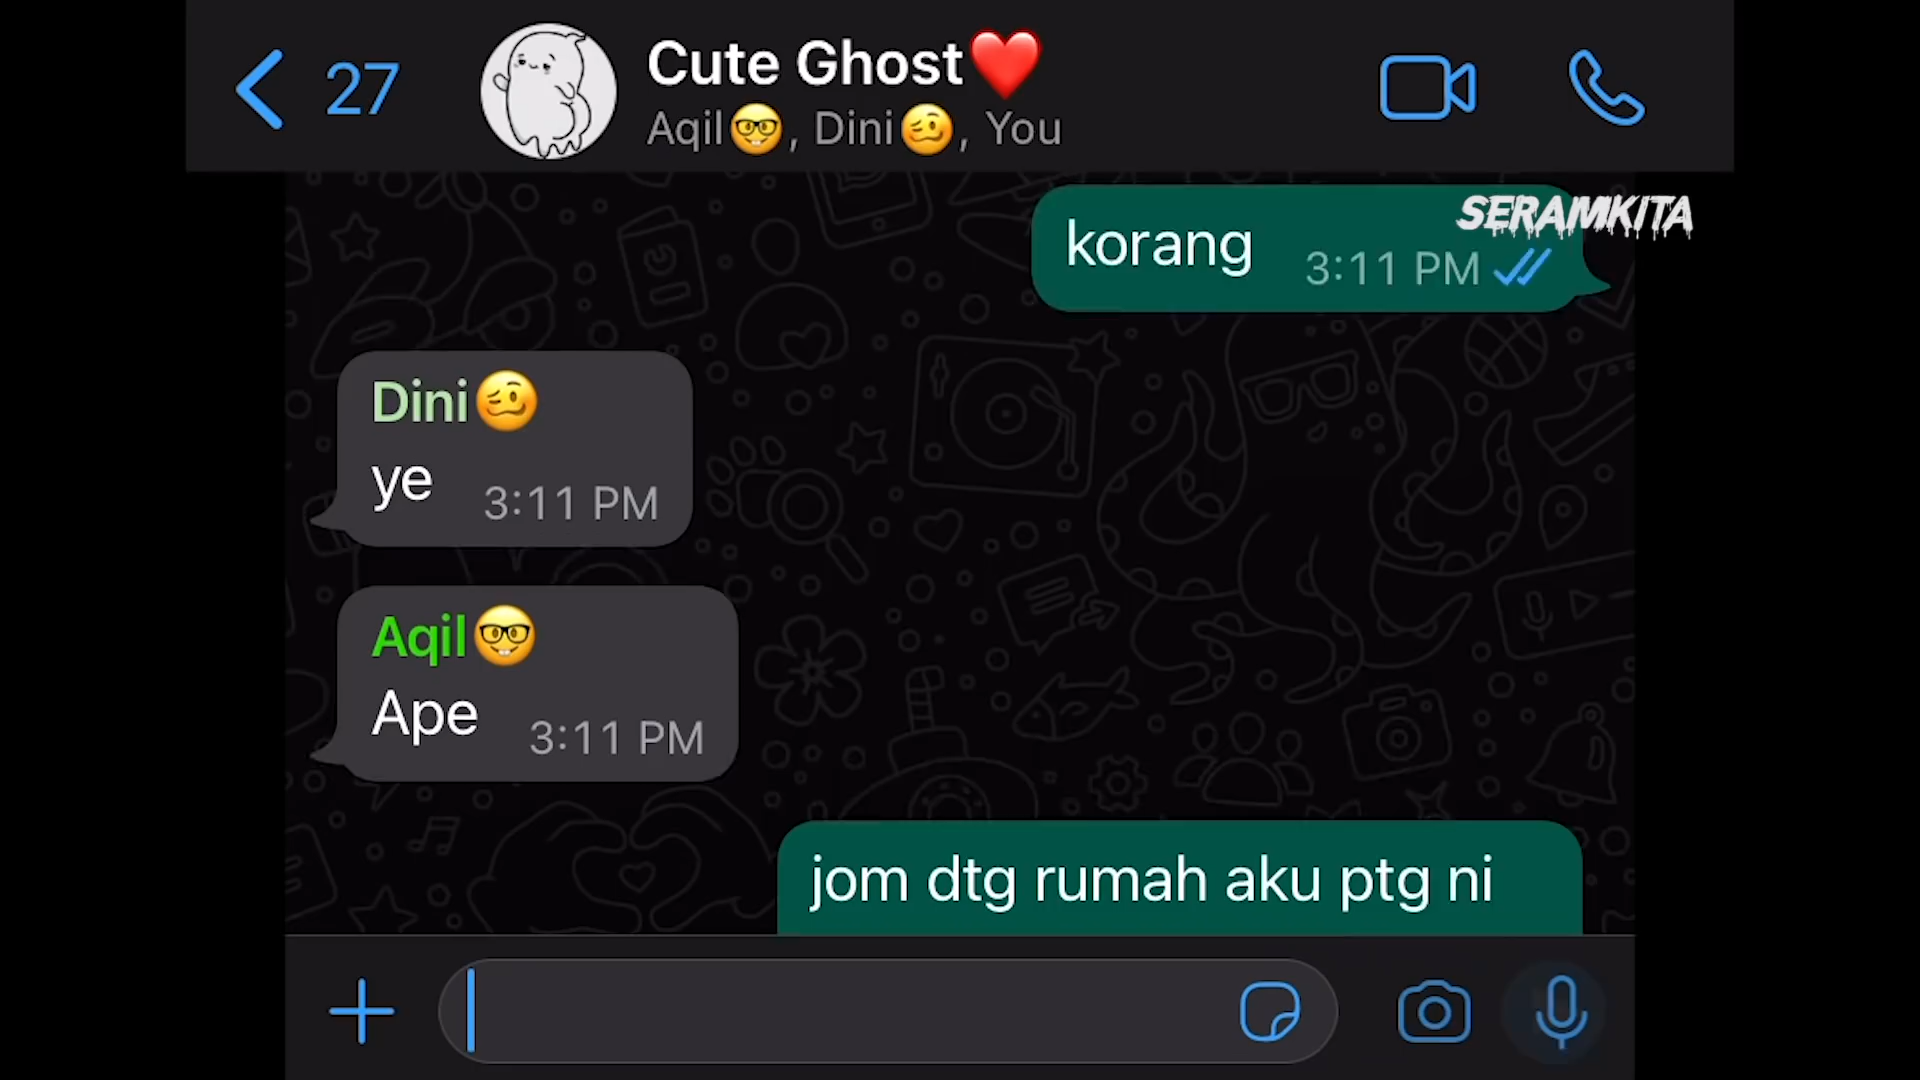 27
Cute Ghost❤️
Aqil🤓, Dini🥴, You
SERAMKITA
korang
3:11 PM
Dini🥴
ye
3:11 PM
Aqil🤓
Ape
3:11 PM
jom dtg rumah aku ptg ni